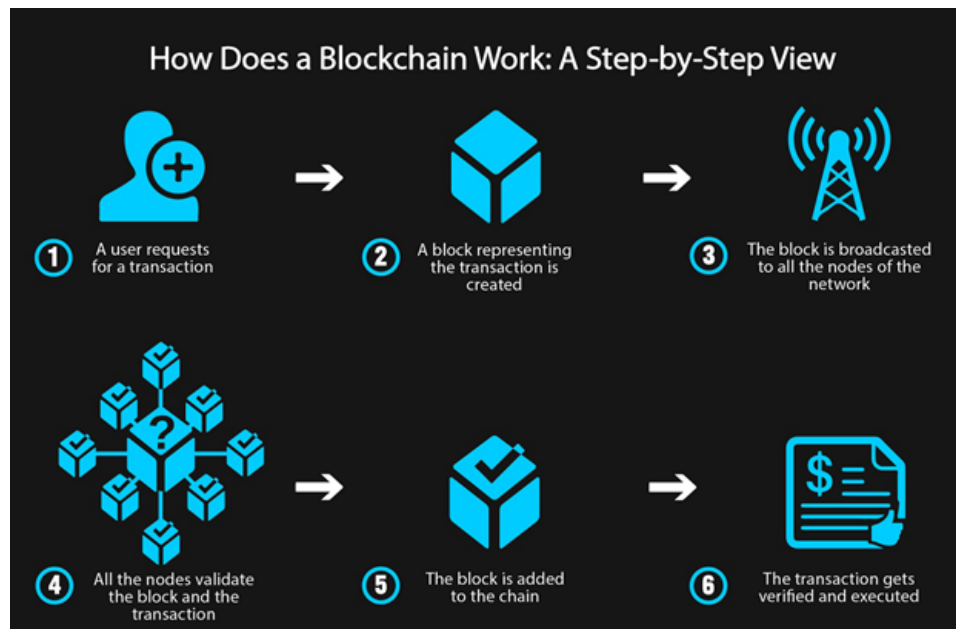 How Does a Blockchain Work: A Step-by-Step View
1
A user requests
for a transaction
2
A block representing
the transaction is
created
3
The block is broadcasted
to all the nodes of the
network
?
4
All the nodes validate
the block and the
transaction
5
The block is added
to the chain
$
6
The transaction gets
verified and executed